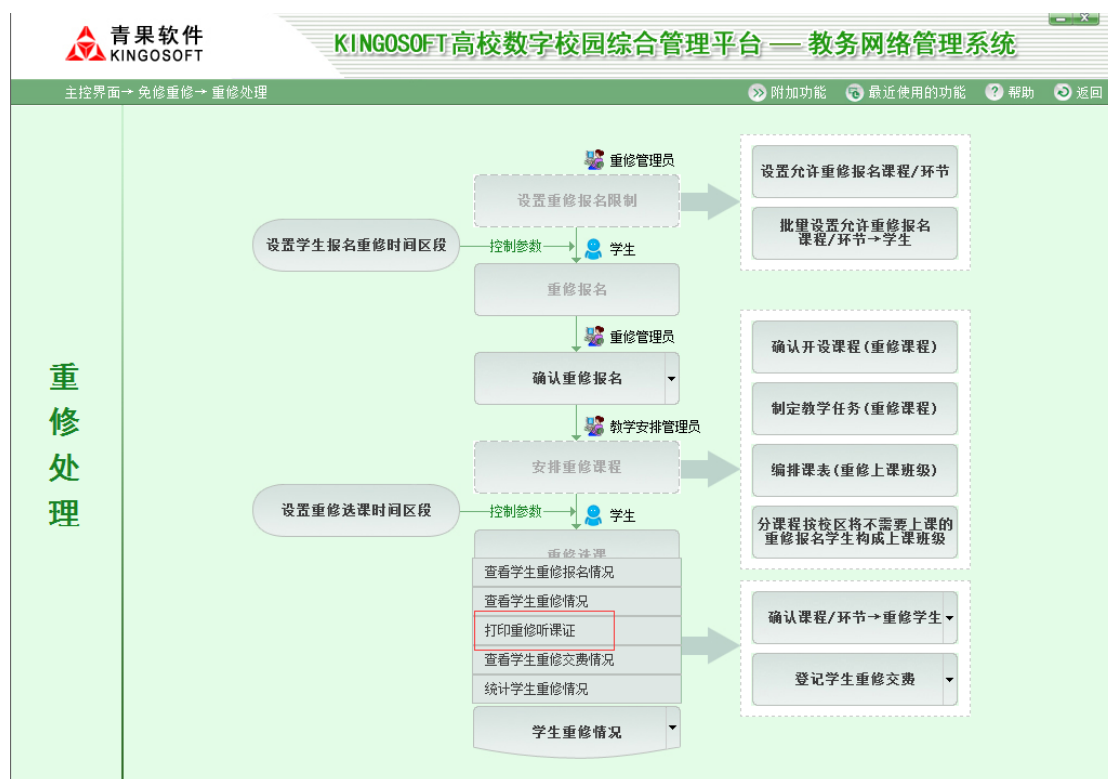 青果软件
KINGOSOFT
KINGOSOFT高校数字校园综合管理平台 — 教务网络管理系统
主控界面→ 免修重修→ 重修处理
附加功能
最近使用的功能
帮助
返回
重修处理
重修管理员
设置重修报名限制
设置允许重修报名课程/环节
批里设置允许重修报名
课程/环节→学生
设置学生报名重修时间区段
控制参数
学生
重修报名
重修管理员
确认重修报名
教学安排管理员
安排重修课程
确认开设课程(重修课程)
制定教学任务(重修课程)
编排课表(重修上课班级)
分课程按校区将不需要上课的
重修报名学生构成上课班级
设置重修选课时间区段
控制参数
学生
重修选课
查看学生重修报名情况
查看学生重修情况
打印重修听课证
查看学生重修交费情况
统计学生重修情况
学生重修情况
确认课程/环节→重修学生
登记学生重修交费